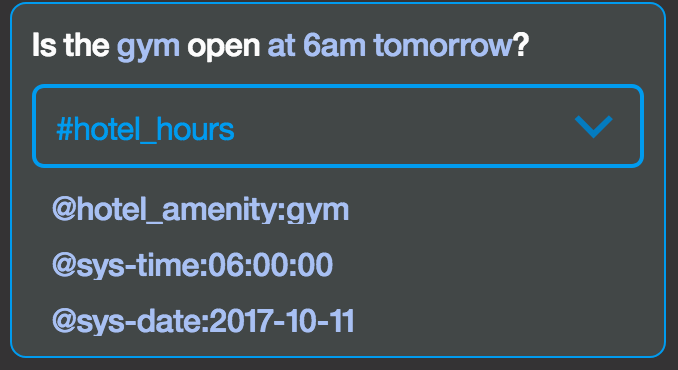 Is the gym open at 6am tomorrow?
#hotel_hours
@hotel_amenity:gym
@sys-time:06:00:00
@sys-date:2017-10-11